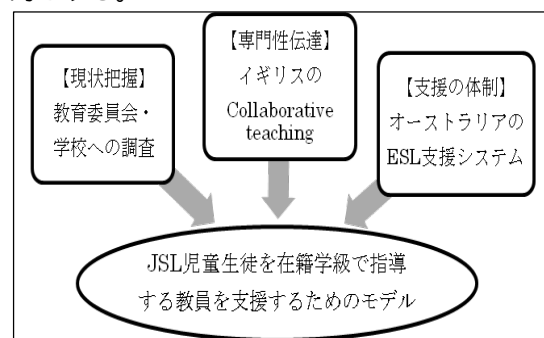 【現状把握】
教育委員会・
学校への調査
【専門性伝達】
イギリスの
Collaborative
teaching
【支援の体制】
オーストラリアの
ESL支援システム
JSL児童生徒を在籍学級で指導
する教員を支援するためのモデル